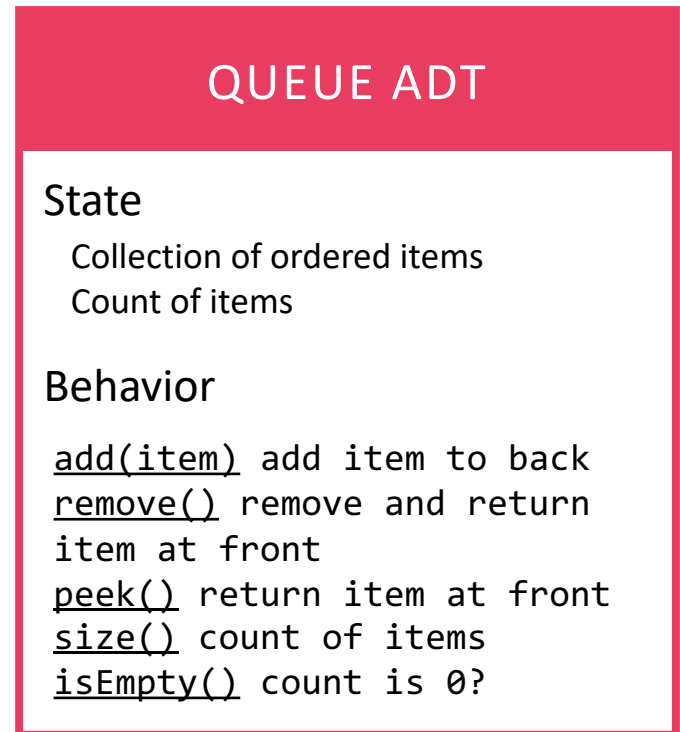 QUEUE ADT
State
Collection of ordered items
Count of items
Behavior
add(item) add item to back
remove() remove and return
item at front
peek() return item at front
size() count of items
isEmpty() count is 0?